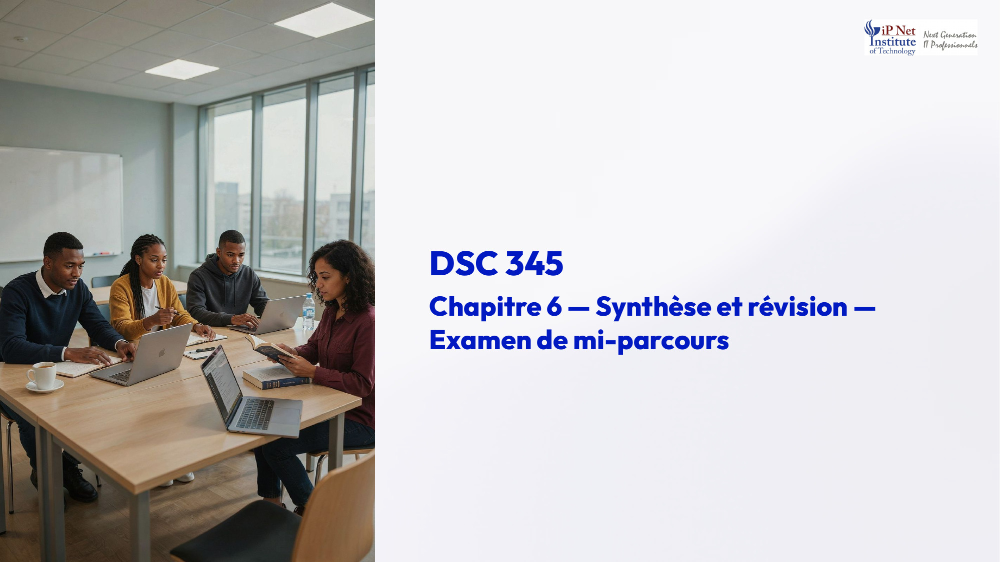 iP Net
Institute
of Technology
Next Generation
IT Professionnels
DSC 345
Chapitre 6 — Synthèse et révision —
Examen de mi-parcours